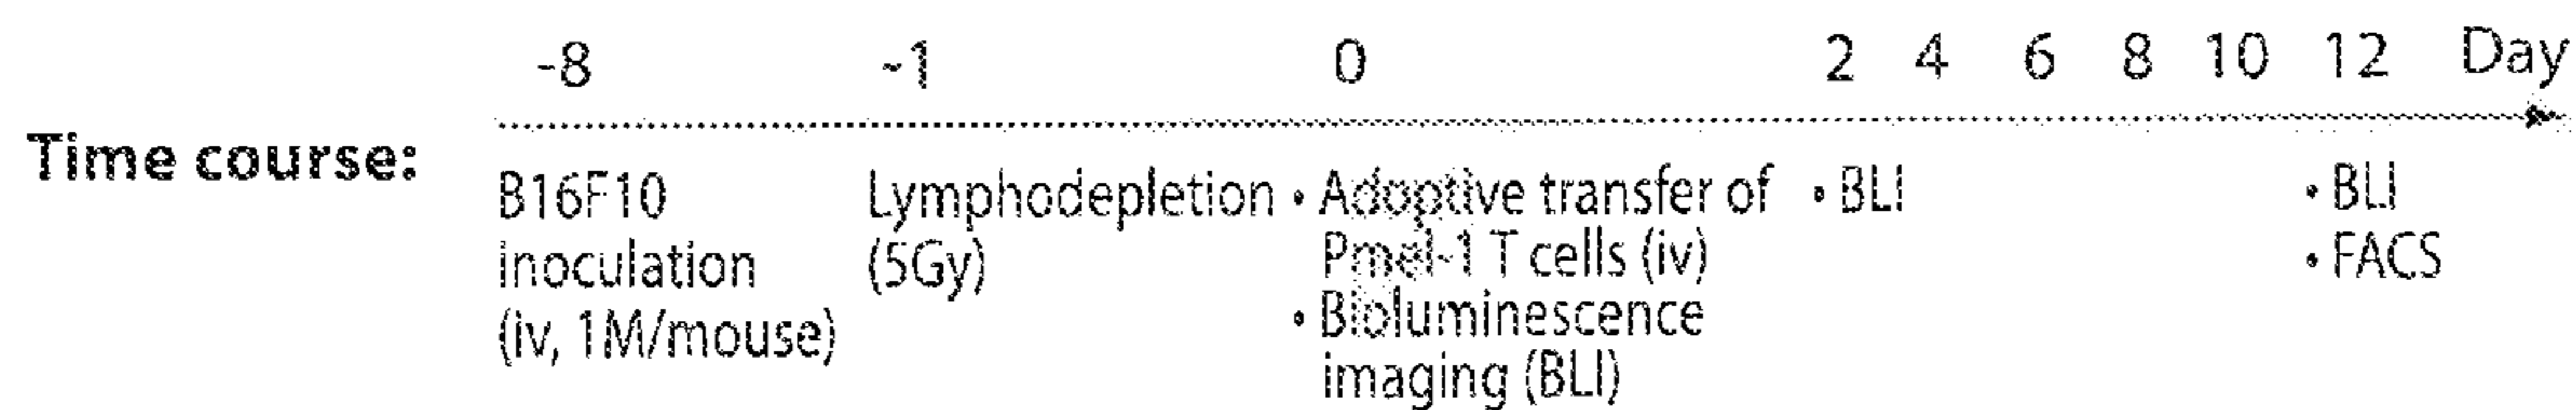 -8 -1 0 2 4 6 8 10 12 Day
Time course:
B16F10
inoculation
(iv, 1M/mouse)
Lymphodepletion
(5Gy)
• Adoptive transfer of
Pmel-1 T cells (iv)
• Bioluminescence
imaging (BLI)
• BLI
• BLI
• FACS